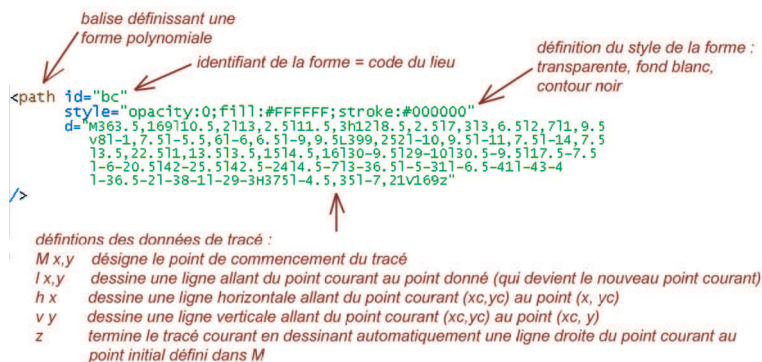 balise définissant une
forme polynomiale
identifiant de la forme = code du lieu
définition du style de la forme :
transparente, fond blanc,
contour noir
<path id="bc"
style="opacity:0;fill:#FFFFFF;stroke:#000000"
d="M363.5,169l10.5,2l13,2.5l11.5,3h12l8.5,2.5l7,3l3,6.5l2,7l1,9.5
v8l-1,7.5l-5.5,6l-6,6.5l-9,9.5L399,252l-10,9.5l-11,7.5l-14,7.5
l3.5,22.5l1,13.5l3.5,15l4.5,16l30-9.5l29-10l30.5-9.5l17.5-7.5
l-6-20.5l42-25.5l42.5-24l4.5-7l3-36.5l-5-31l-6.5-41l-43-4
l-36.5-2l-38-1l-29-3H375l-4.5,35l-7,21V169z"
/>
défintions des données de tracé :
M x,y désigne le point de commencement du tracé
l x,y dessine une ligne allant du point courant au point donné (qui devient le nouveau point courant)
h x dessine une ligne horizontale allant du point courant (xc,yc) au point (x, yc)
v y dessine une ligne verticale allant du point courant (xc,yc) au point (xc, y)
z termine le tracé courant en dessinant automatiquement une ligne droite du point courant au
point initial défini dans M